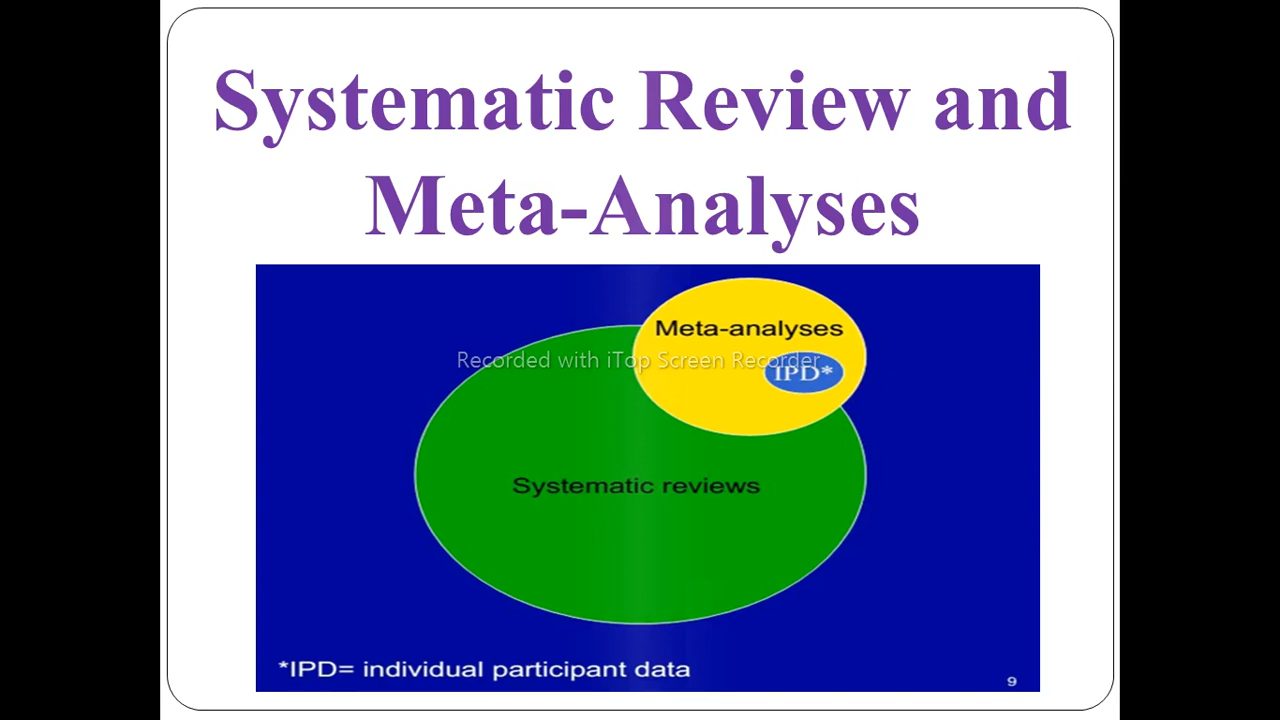 Systematic Review and
Meta-Analyses
Meta-analyses
Recorded with iTop Screen Recorder
IPD*
Systematic reviews
*IPD= individual participant data
9